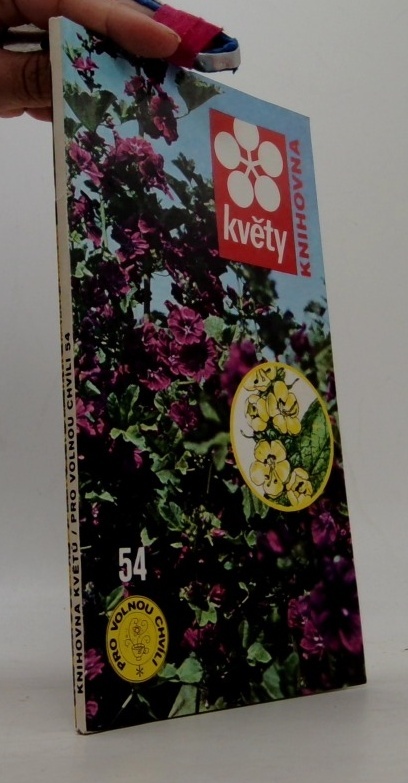 květy
KNIHOVNA
54
PRO VOLNOU CHVÍLI
KNIHOVNA KVĚTŮ / PRO VOLNOU CHVÍLI 54